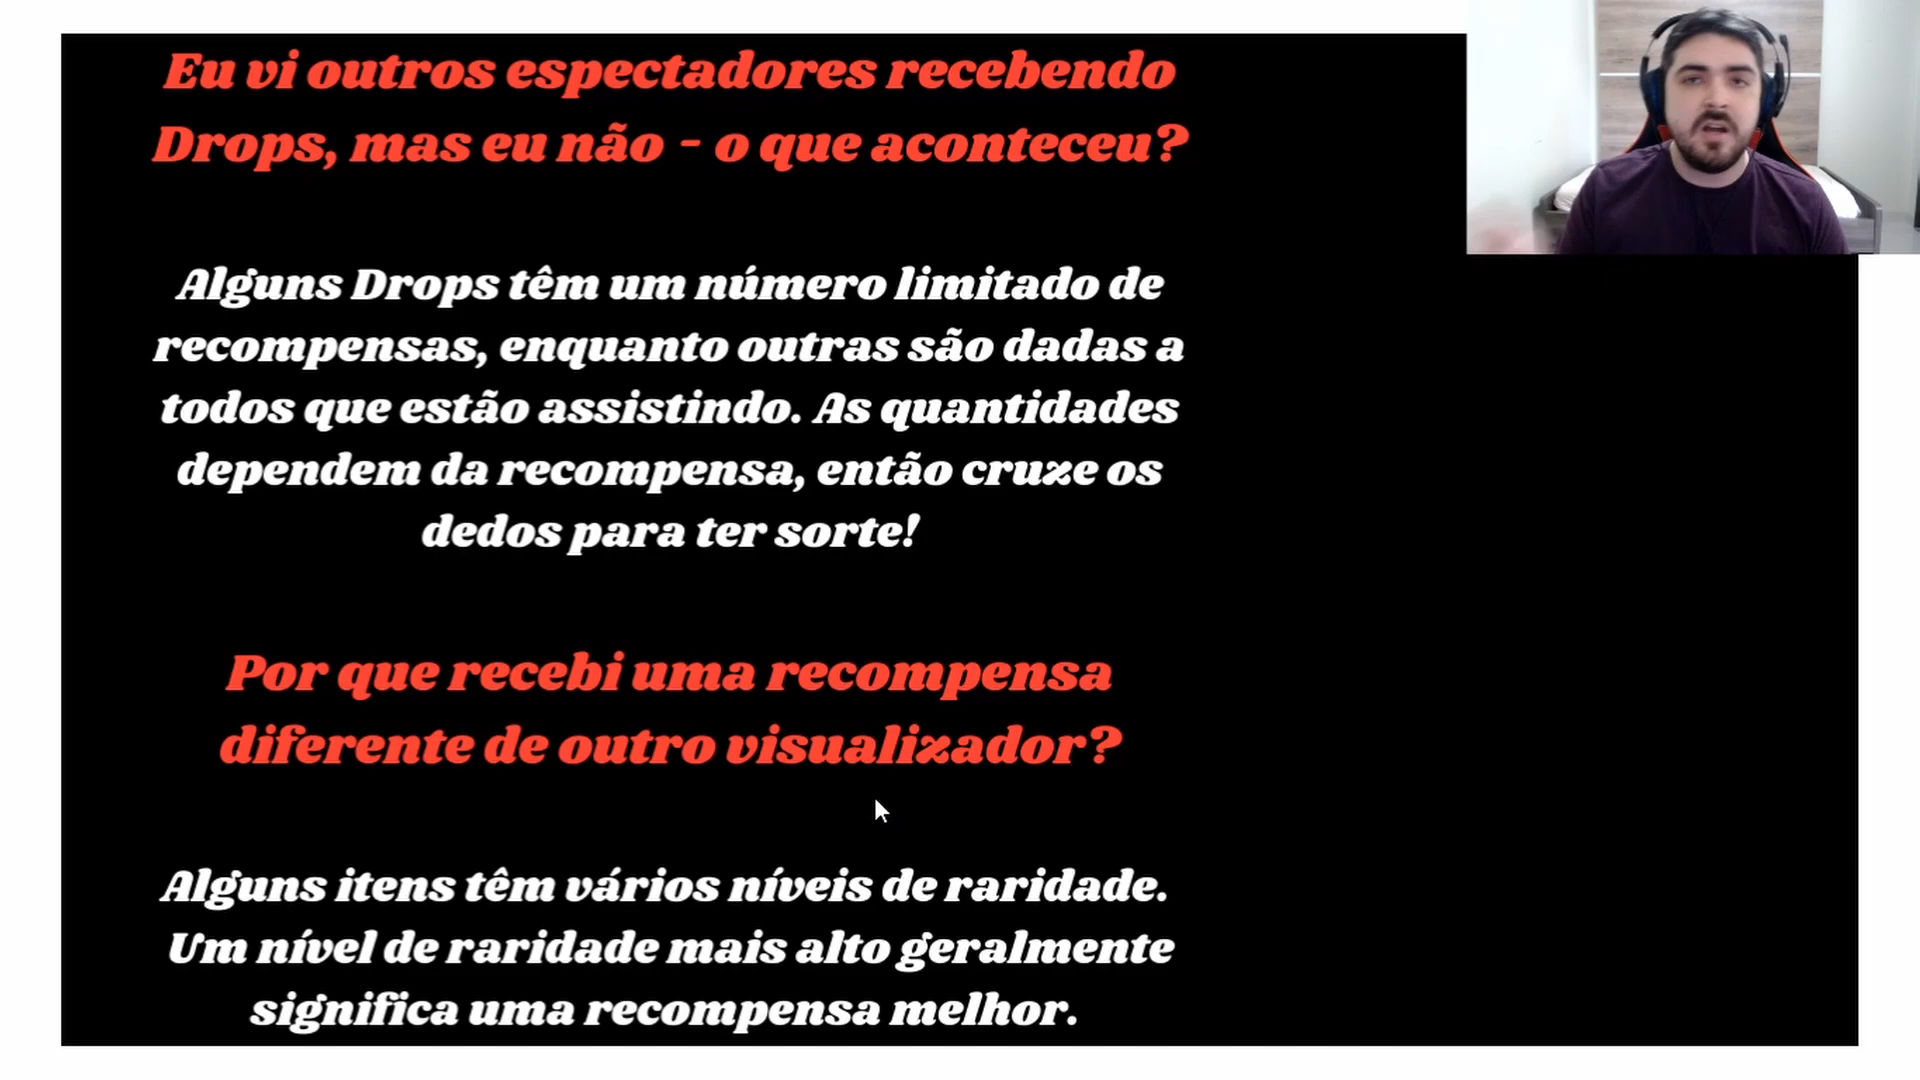 Eu vi outros espectadores recebendo
Drops, mas eu não - o que aconteceu?
Alguns Drops têm um número limitado de
recompensas, enquanto outras são dadas a
todos que estão assistindo. As quantidades
dependem da recompensa, então cruze os
dedos para ter sorte!
Por que recebi uma recompensa
diferente de outro visualizador?
Alguns itens têm vários níveis de raridade.
Um nível de raridade mais alto geralmente
significa uma recompensa melhor.